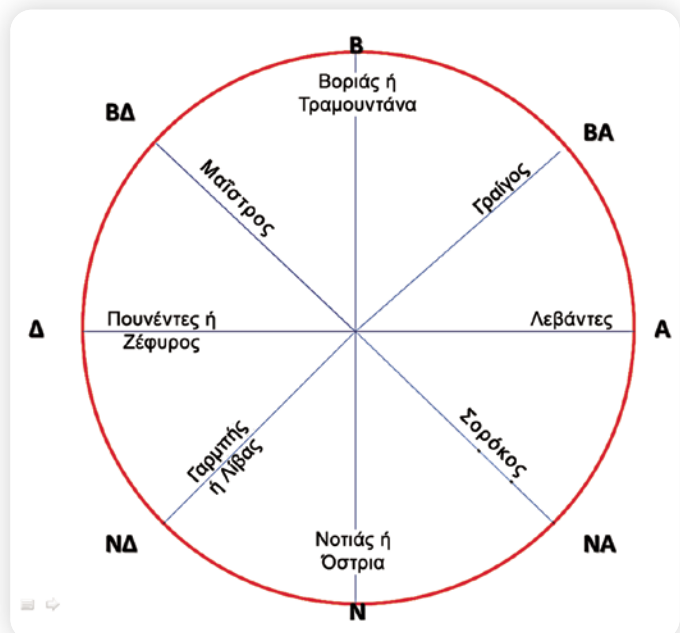 Β
Βοριάς ή
Τραμουντάνα
ΒΔ
ΒΑ
Μαΐστρος
Γραίγος
Δ
Πουνέντες ή
Ζέφυρος
Λεβάντες
Α
Γαρμπής
ή Λίβας
Σορόκος
ΝΔ
Νοτιάς ή
Όστρια
ΝΑ
Ν